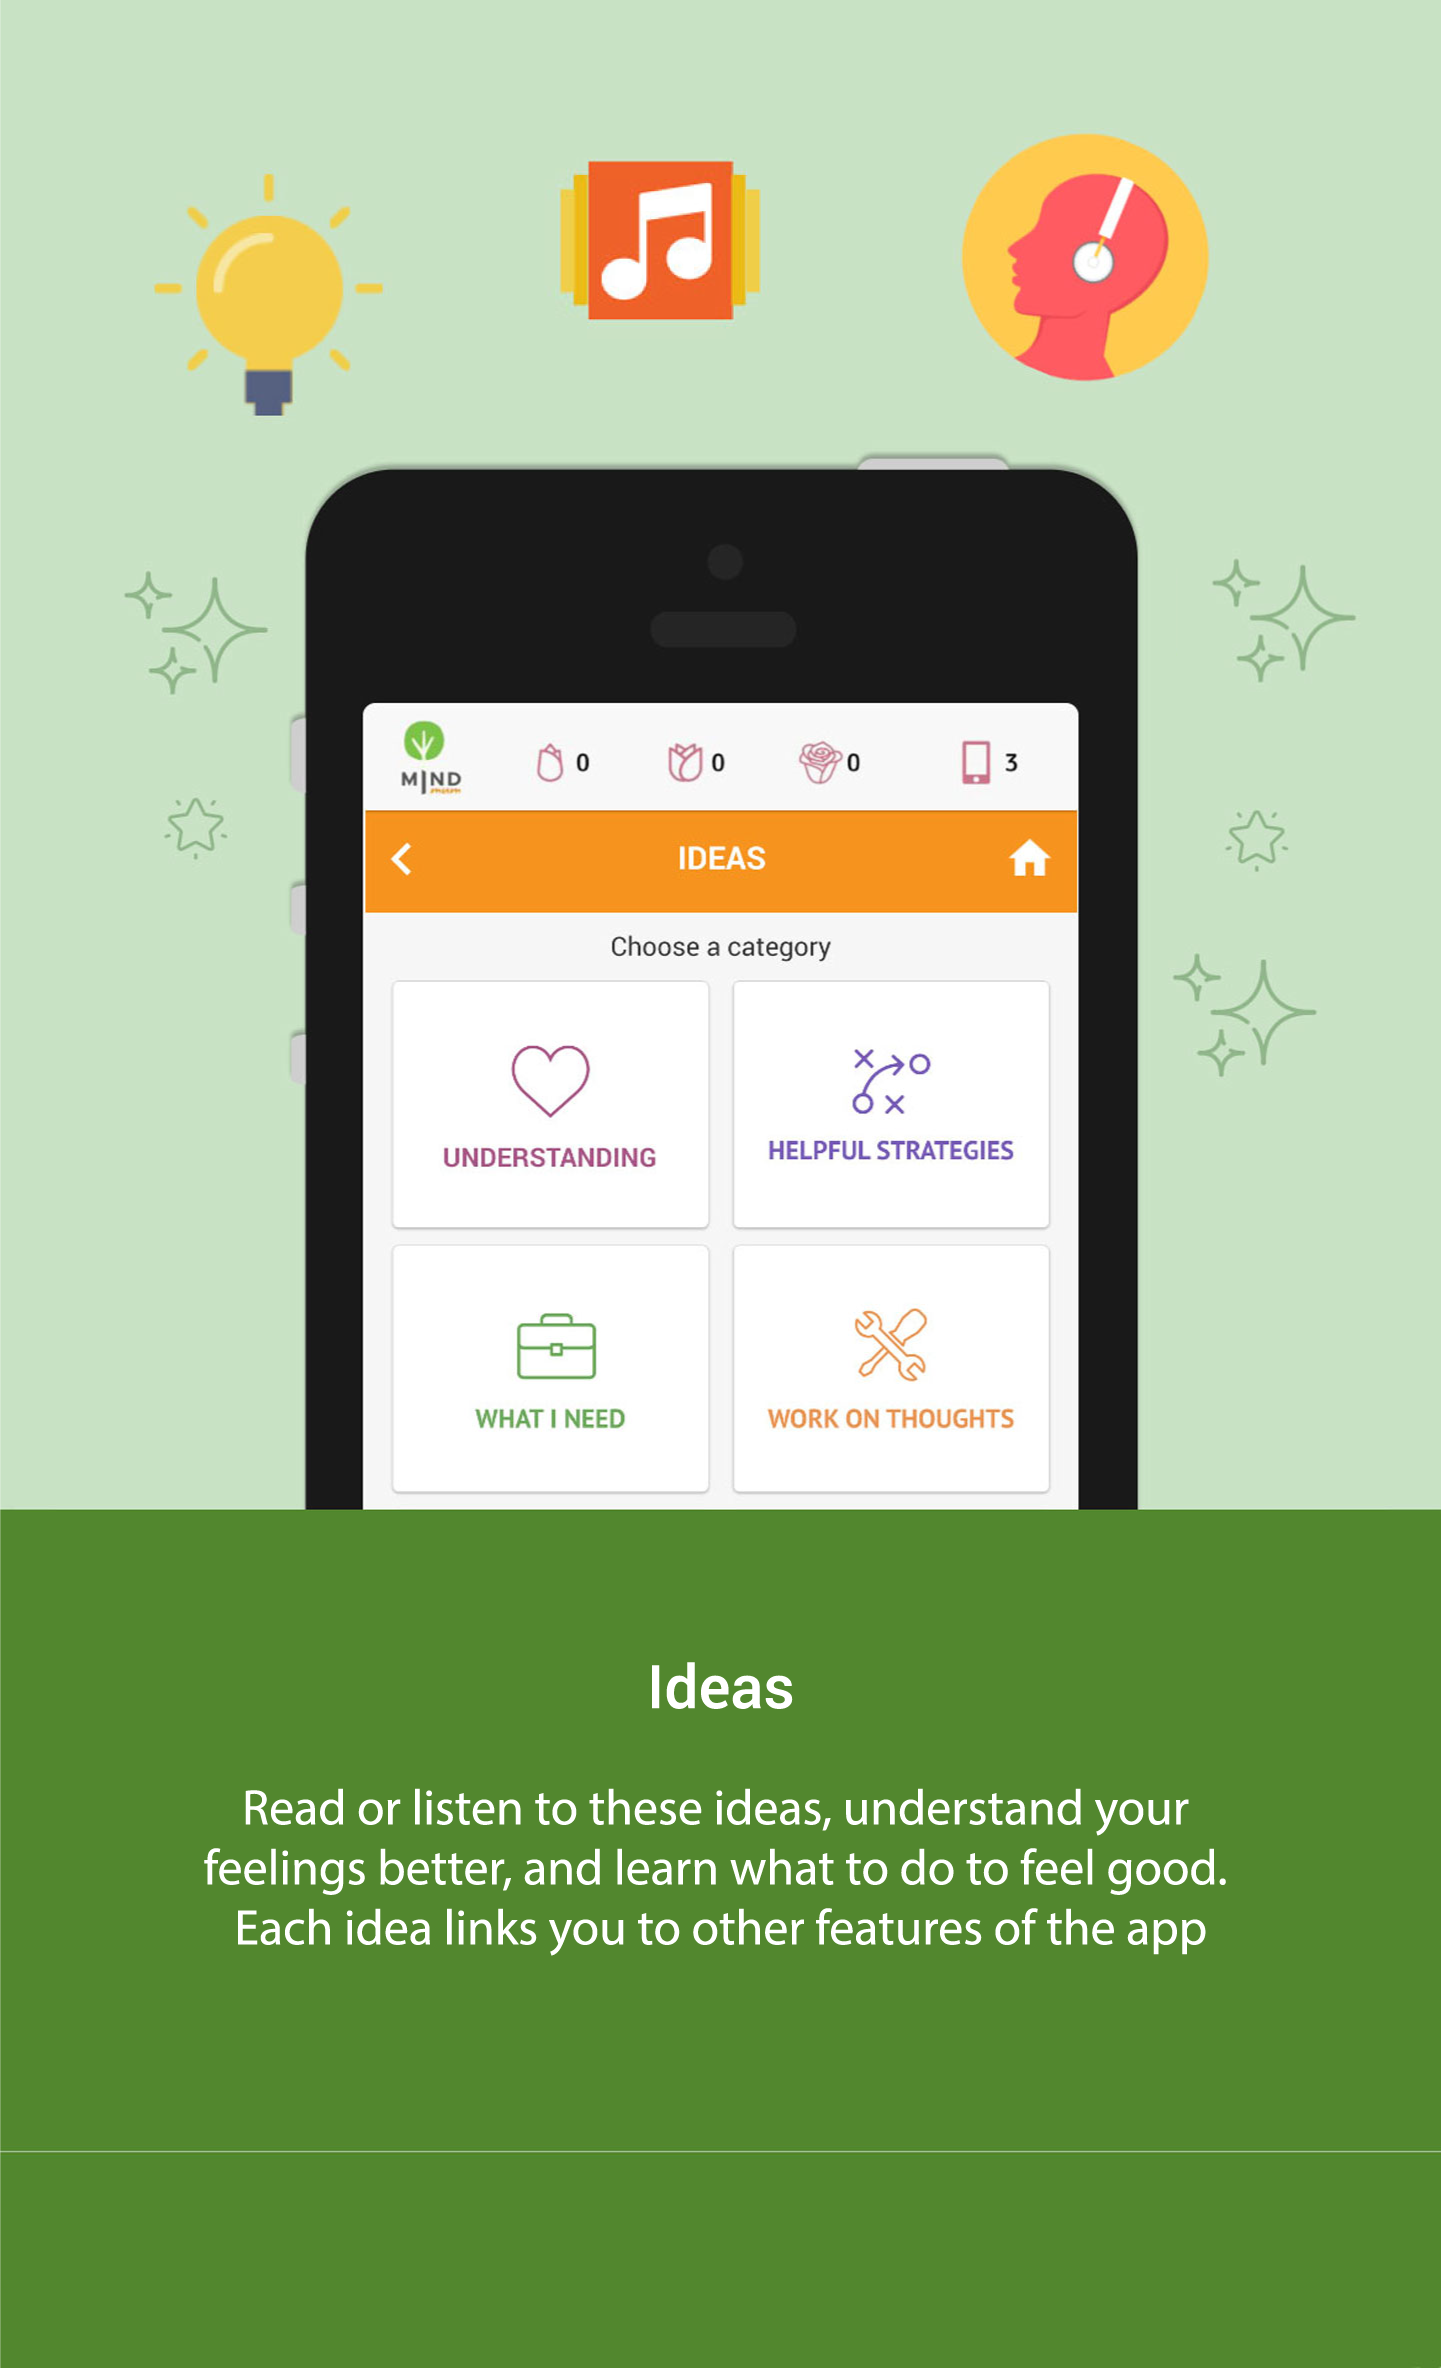 MIND
0
0
0
3
IDEAS
Choose a category
UNDERSTANDING
HELPFUL STRATEGIES
WHAT I NEED
WORK ON THOUGHTS
Ideas
Read or listen to these ideas, understand your
feelings better, and learn what to do to feel good.
Each idea links you to other features of the app